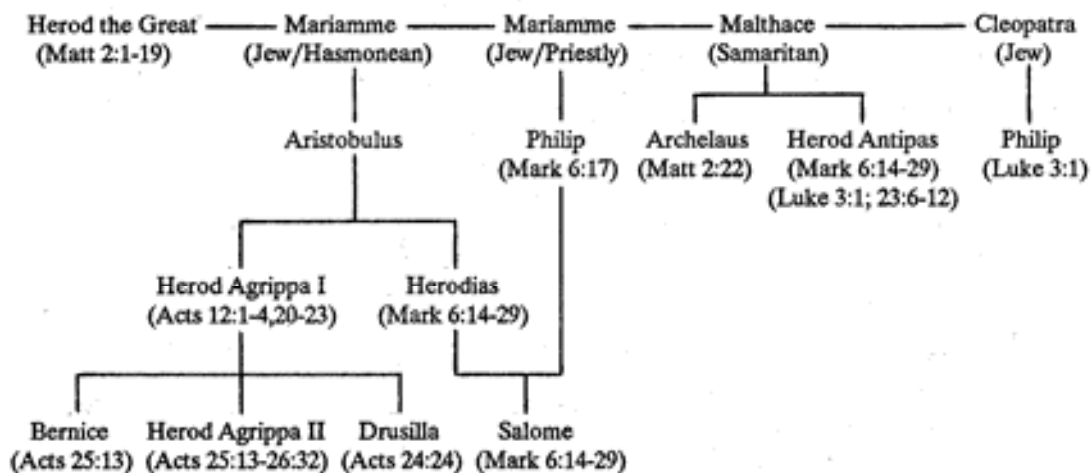 Herod the Great Mariamme Mariamme Malthace Cleopatra
(Matt 2:1-19) (Jew/Hasmonean) (Jew/Priestly) (Samaritan) (Jew)
Aristobulus Philip Archelaus Herod Antipas Philip
(Mark 6:17) (Matt 2:22) (Mark 6:14-29) (Luke 3:1)
(Luke 3:1; 23:6-12)
Herod Agrippa I Herodias
(Acts 12:1-4,20-23) (Mark 6:14-29)
Bernice Herod Agrippa II Drusilla Salome
(Acts 25:13) (Acts 25:13-26:32) (Acts 24:24) (Mark 6:14-29)